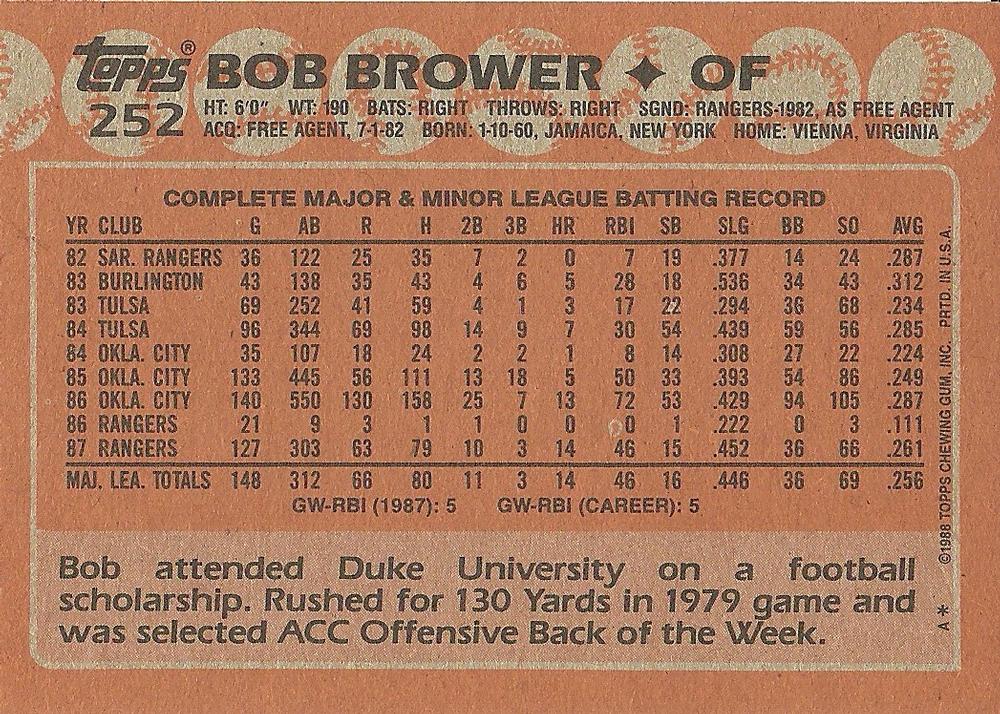 topps® BOB BROWER ✦ OF
252
HT: 6'0" WT: 190 BATS: RIGHT THROWS: RIGHT SGND: RANGERS-1982, AS FREE AGENT
ACQ: FREE AGENT, 7-1-82 BORN: 1-10-60, JAMAICA, NEW YORK HOME: VIENNA, VIRGINIA
COMPLETE MAJOR & MINOR LEAGUE BATTING RECORD
YR CLUB G AB R H 2B 3B HR RBI SB SLG BB SO AVG
82 SAR. RANGERS 36 122 25 35 7 2 0 7 19 .377 14 24 .287
83 BURLINGTON 43 138 35 43 4 6 5 28 18 .536 34 43 .312
83 TULSA 69 252 41 59 4 1 3 17 22 .294 36 68 .234
84 TULSA 96 344 69 98 14 9 7 30 54 .439 59 56 .285
84 OKLA. CITY 35 107 18 24 2 2 1 8 14 .308 27 22 .224
85 OKLA. CITY 133 445 56 111 13 18 5 50 33 .393 54 86 .249
86 OKLA. CITY 140 550 130 158 25 7 13 72 53 .429 94 105 .287
86 RANGERS 21 9 3 1 1 0 0 0 1 .222 0 3 .111
87 RANGERS 127 303 63 79 10 3 14 46 15 .452 36 66 .261
MAJ. LEA. TOTALS 148 312 66 80 11 3 14 46 16 .446 36 69 .256
GW-RBI (1987): 5 GW-RBI (CAREER): 5
Bob attended Duke University on a football
scholarship. Rushed for 130 Yards in 1979 game and
was selected ACC Offensive Back of the Week.
A* ©1988 TOPPS CHEWING GUM, INC. PRTD. IN U.S.A.